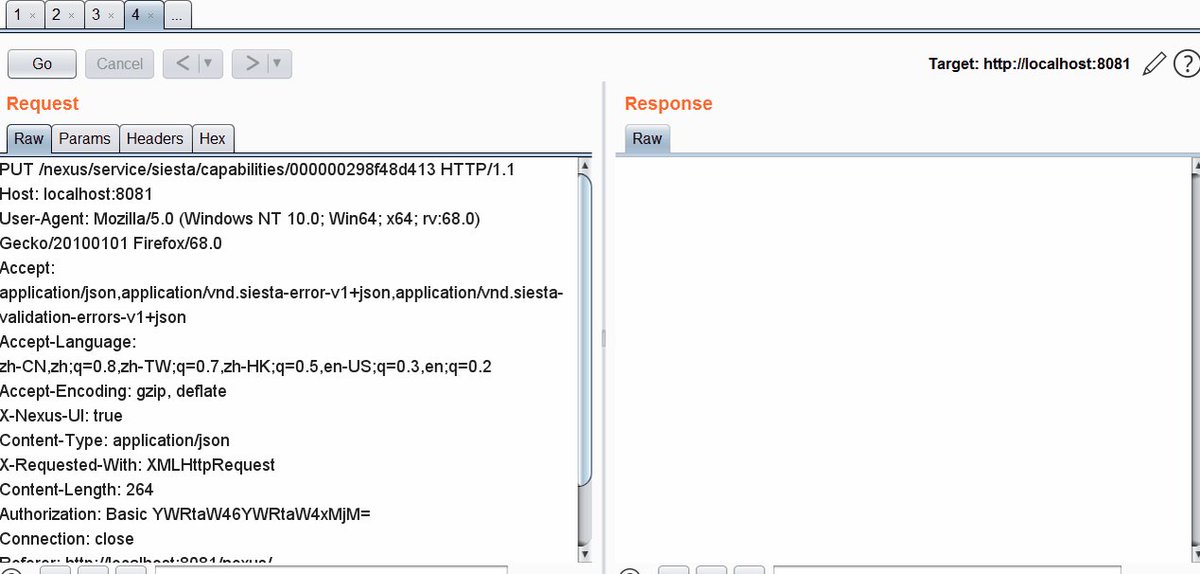 1 × 2 × 3 × 4 × ...
Go Cancel < ▼ > ▼ Target: http://localhost:8081 ?
Request
Response
Raw Params Headers Hex
Raw
PUT /nexus/service/siesta/capabilities/000000298f48d413 HTTP/1.1
Host: localhost:8081
User-Agent: Mozilla/5.0 (Windows NT 10.0; Win64; x64; rv:68.0)
Gecko/20100101 Firefox/68.0
Accept:
application/json,application/vnd.siesta-error-v1+json,application/vnd.siesta-
validation-errors-v1+json
Accept-Language:
zh-CN,zh;q=0.8,zh-TW;q=0.7,zh-HK;q=0.5,en-US;q=0.3,en;q=0.2
Accept-Encoding: gzip, deflate
X-Nexus-UI: true
Content-Type: application/json
X-Requested-With: XMLHttpRequest
Content-Length: 264
Authorization: Basic YWRtaW46YWRtaW4xMjM=
Connection: close
Referer: http://localhost:8081/nexus/